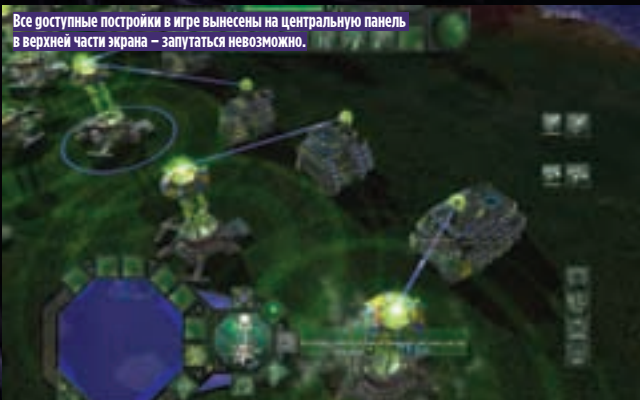 Все доступные постройки в игре вынесены на центральную панель
в верхней части экрана – запутаться невозможно.